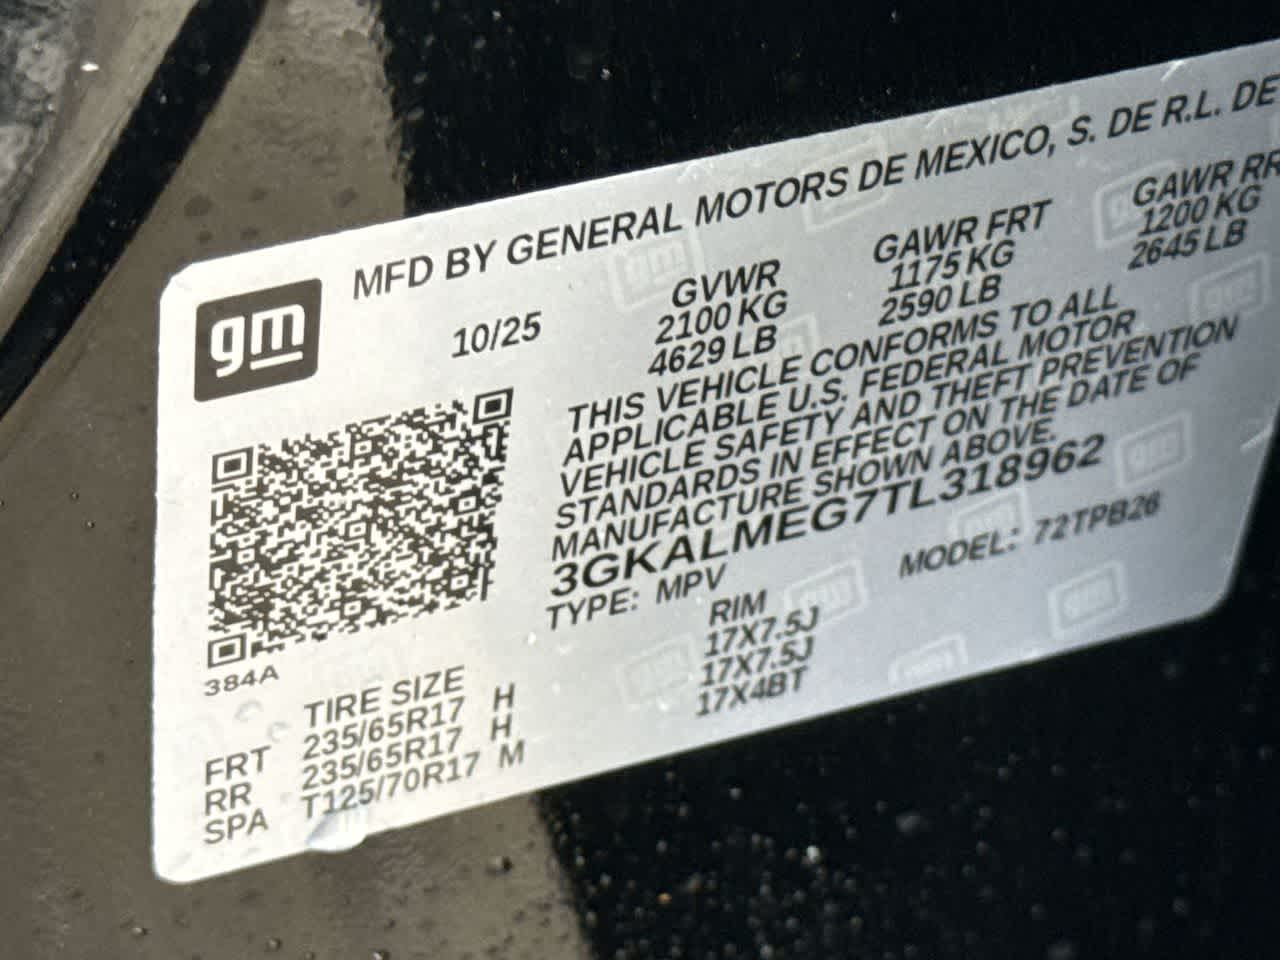 MFD BY GENERAL MOTORS DE MEXICO, S. DE R.L. DE
gm
10/25
GVWR
2100 KG
4629 LB
GAWR FRT
1175 KG
2590 LB
GAWR RR
1200 KG
2645 LB
THIS VEHICLE CONFORMS TO ALL
APPLICABLE U.S. FEDERAL MOTOR
VEHICLE SAFETY AND THEFT PREVENTION
STANDARDS IN EFFECT ON THE DATE OF
MANUFACTURE SHOWN ABOVE.
3GKALMEG7TL318962
TYPE: MPV
MODEL: 72TPB26
384A
TIRE SIZE
RIM
FRT 235/65R17 H 17X7.5J
RR 235/65R17 H 17X7.5J
SPA T125/70R17 M 17X4BT